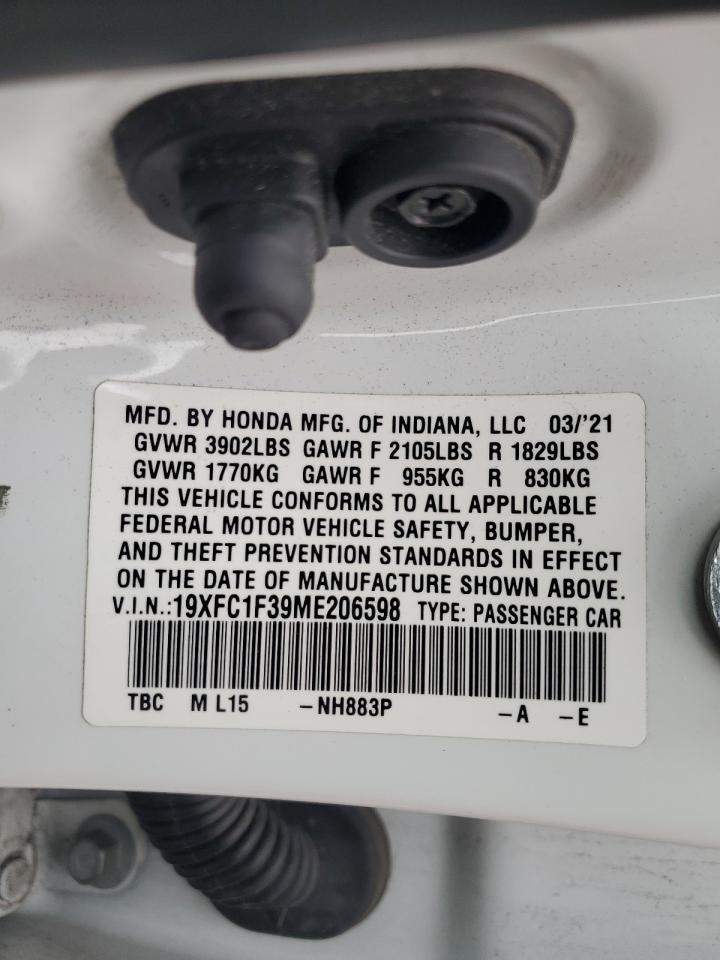 MFD. BY HONDA MFG. OF INDIANA, LLC 03/'21
GVWR 3902LBS GAWR F 2105LBS R 1829LBS
GVWR 1770KG GAWR F 955KG R 830KG
THIS VEHICLE CONFORMS TO ALL APPLICABLE
FEDERAL MOTOR VEHICLE SAFETY, BUMPER,
AND THEFT PREVENTION STANDARDS IN EFFECT
ON THE DATE OF MANUFACTURE SHOWN ABOVE.
V.I.N.:19XFC1F39ME206598 TYPE: PASSENGER CAR
TBC M L15 -NH883P -A -E